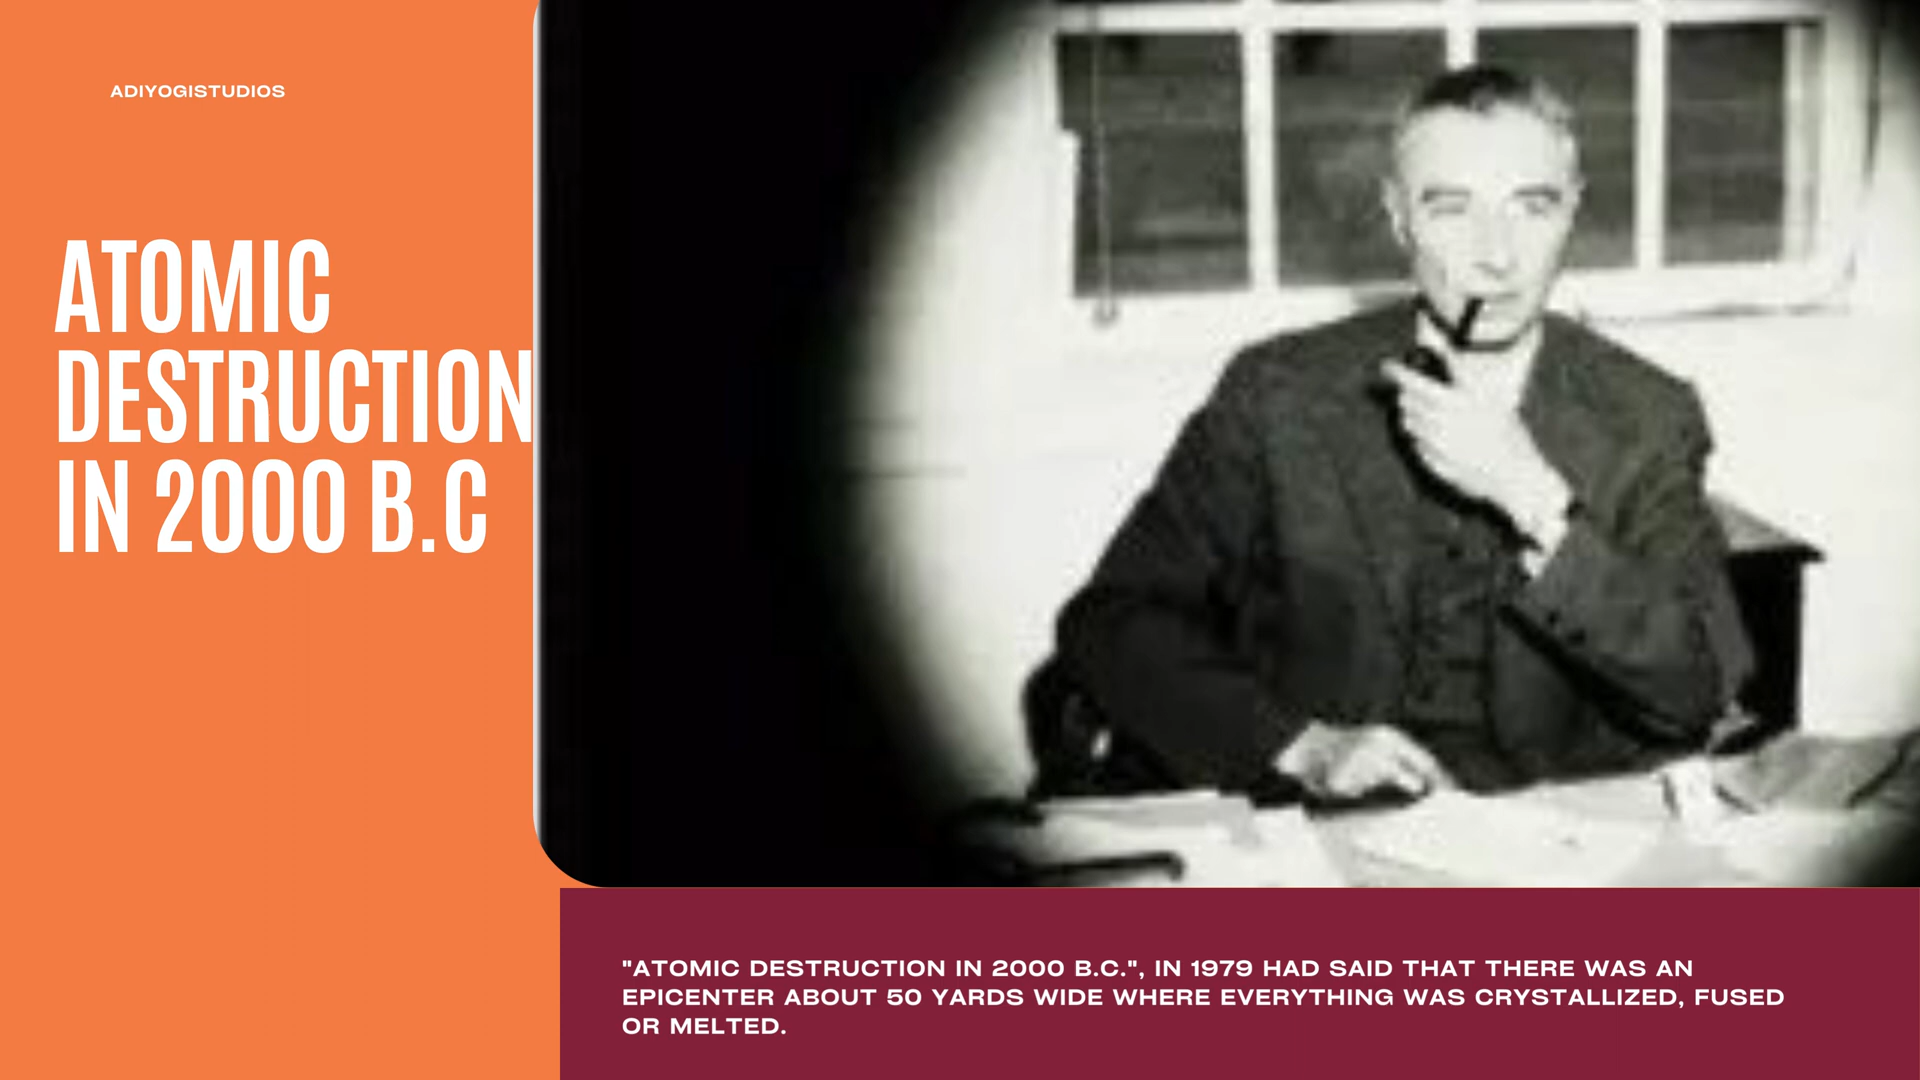 ADIYOGISTUDIOS
ATOMIC
DESTRUCTION
IN 2000 B.C
"ATOMIC DESTRUCTION IN 2000 B.C.", IN 1979 HAD SAID THAT THERE WAS AN
EPICENTER ABOUT 50 YARDS WIDE WHERE EVERYTHING WAS CRYSTALLIZED, FUSED
OR MELTED.